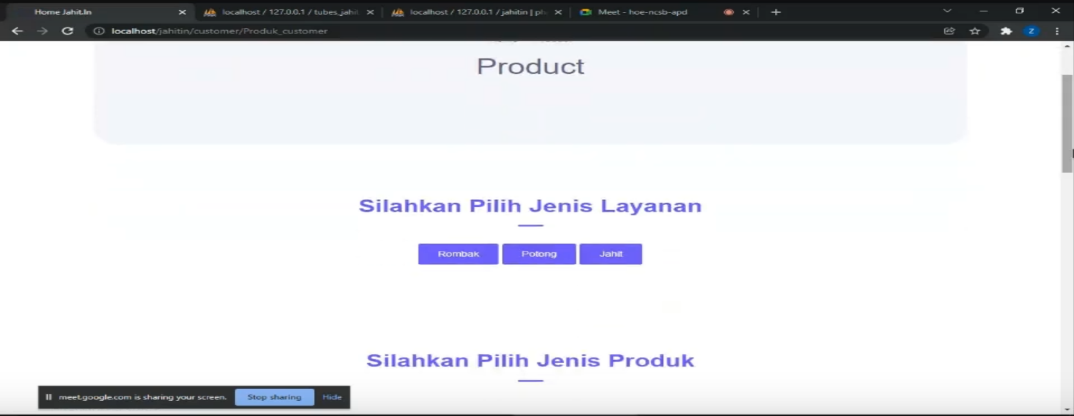 Home Jahit.In
localhost / 127.0.0.1 / tubes_jahi
localhost / 127.0.0.1 / jahitin | ph
Meet - hoe-ncsb-apd
localhost/jahitin/customer/Produk_customer
Z
Product
Silahkan Pilih Jenis Layanan
Rombak
Potong
Jahit
Silahkan Pilih Jenis Produk
meet.google.com is sharing your screen.
Stop sharing
Hide